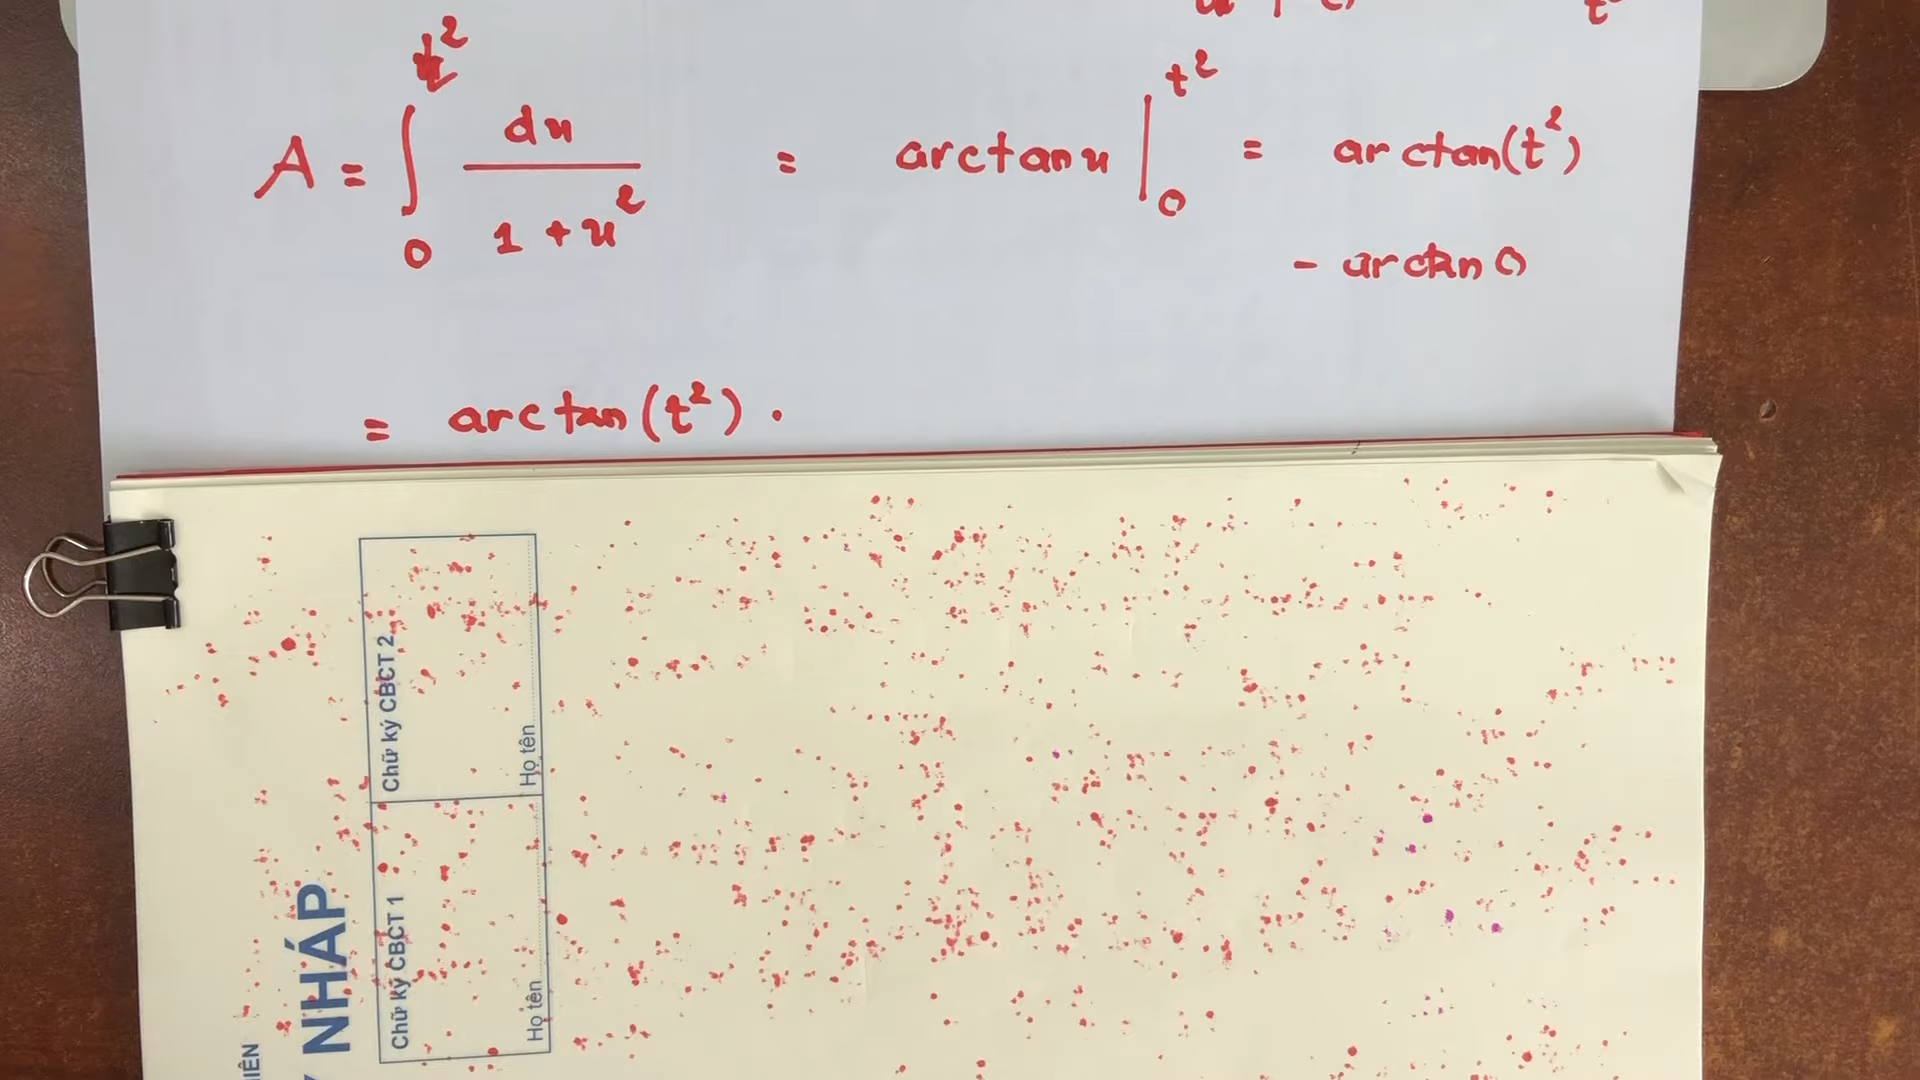 t²
A = ∫ du / 1 + u² = arctan u | t² 0 = arctan(t²)
0
- arctan 0
= arctan(t²).
Chữ ký CBCT 2
Họ tên
Chữ ký CBCT 1
Họ tên
NHÁP